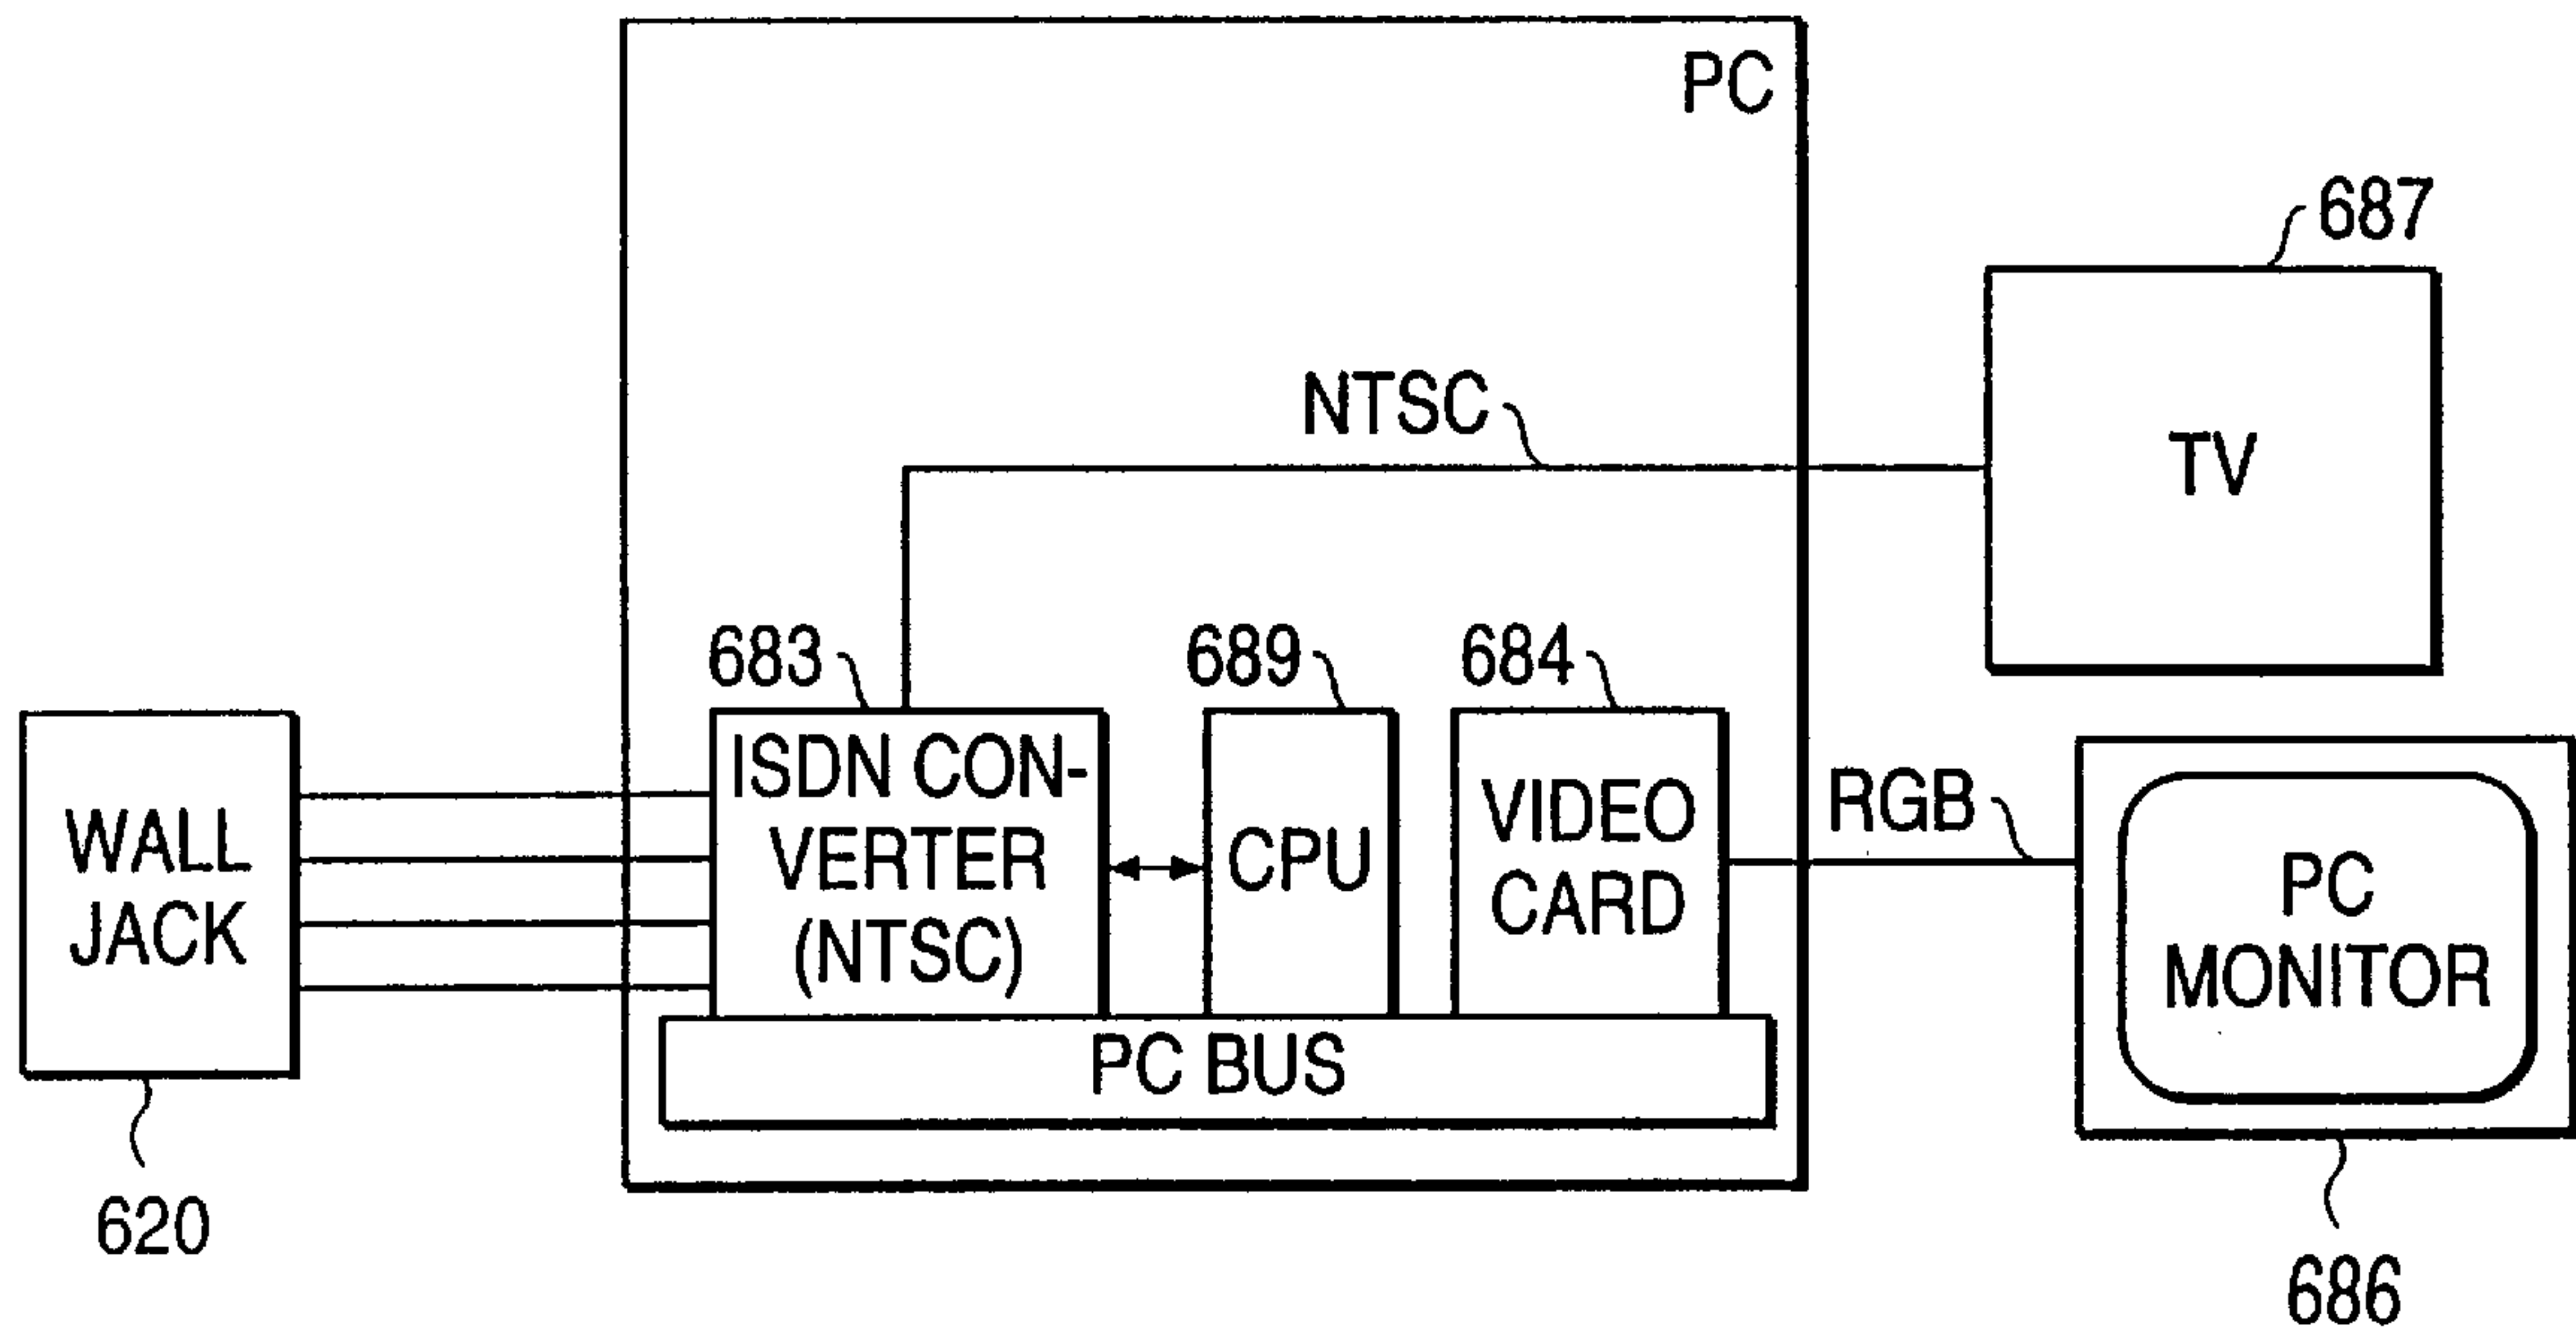 PC
687
NTSC
TV
683
689
684
ISDN CON-
VERTER
(NTSC)
CPU
VIDEO
CARD
RGB
WALL
JACK
PC
MONITOR
PC BUS
620
686